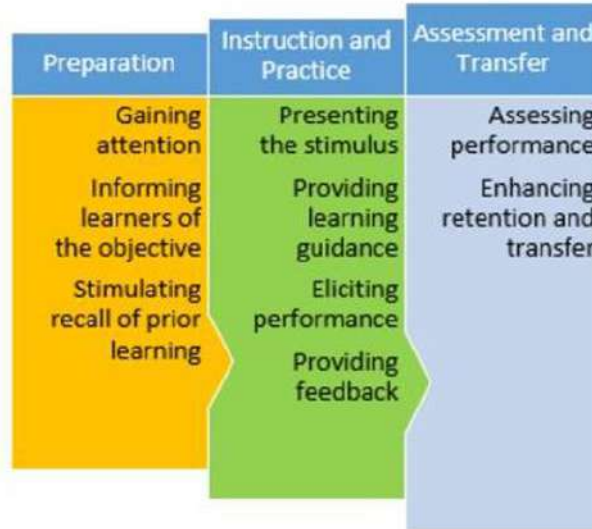 Preparation
Gaining
attention
Informing
learners of
the objective
Stimulating
recall of prior
learning
Instruction and
Practice
Presenting
the stimulus
Providing
learning
guidance
Eliciting
performance
Providing
feedback
Assessment and
Transfer
Assessing
performance
Enhancing
retention and
transfer